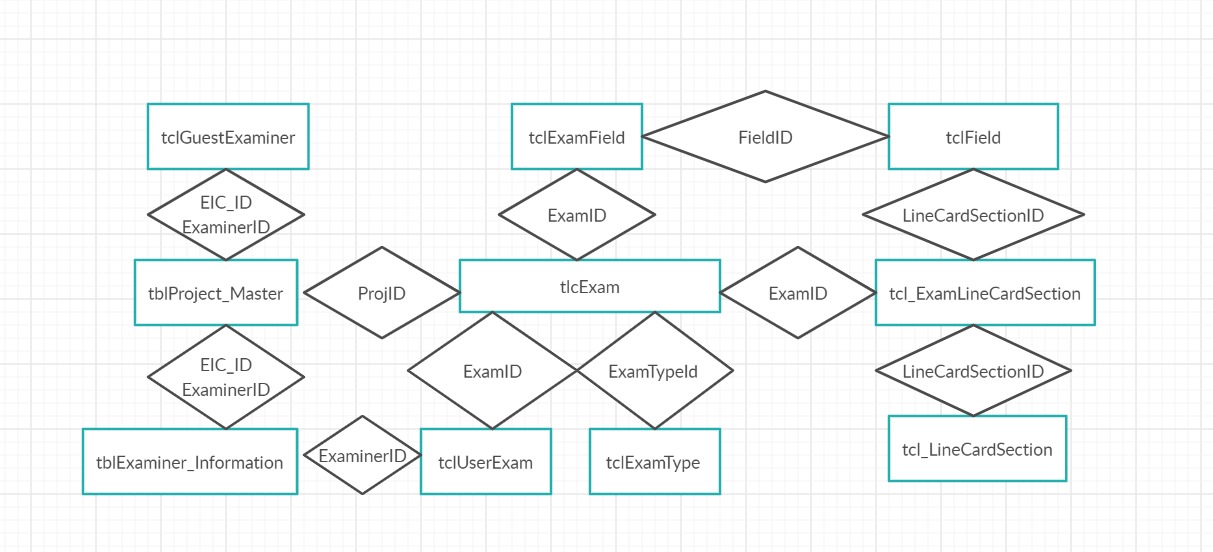 tclGuestExaminer
tclExamField
FieldID
tclField
EIC_ID
ExaminerID
ExamID
LineCardSectionID
tblProject_Master
ProjID
tlcExam
ExamID
tcl_ExamLineCardSection
EIC_ID
ExaminerID
ExamID
ExamTypeId
LineCardSectionID
tblExaminer_Information
ExaminerID
tclUserExam
tclExamType
tcl_LineCardSection